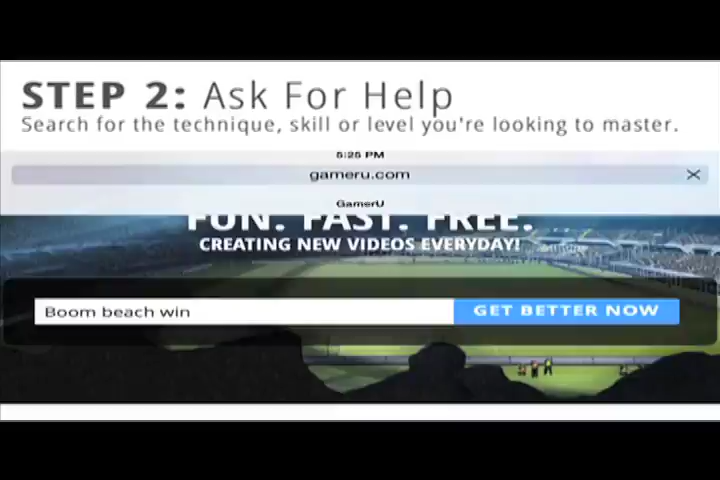 STEP 2: Ask For Help
Search for the technique, skill or level you're looking to master.
5:25 PM
gameru.com
GamerU
FUN. FAST. FREE.
CREATING NEW VIDEOS EVERYDAY!
Boom beach win GET BETTER NOW